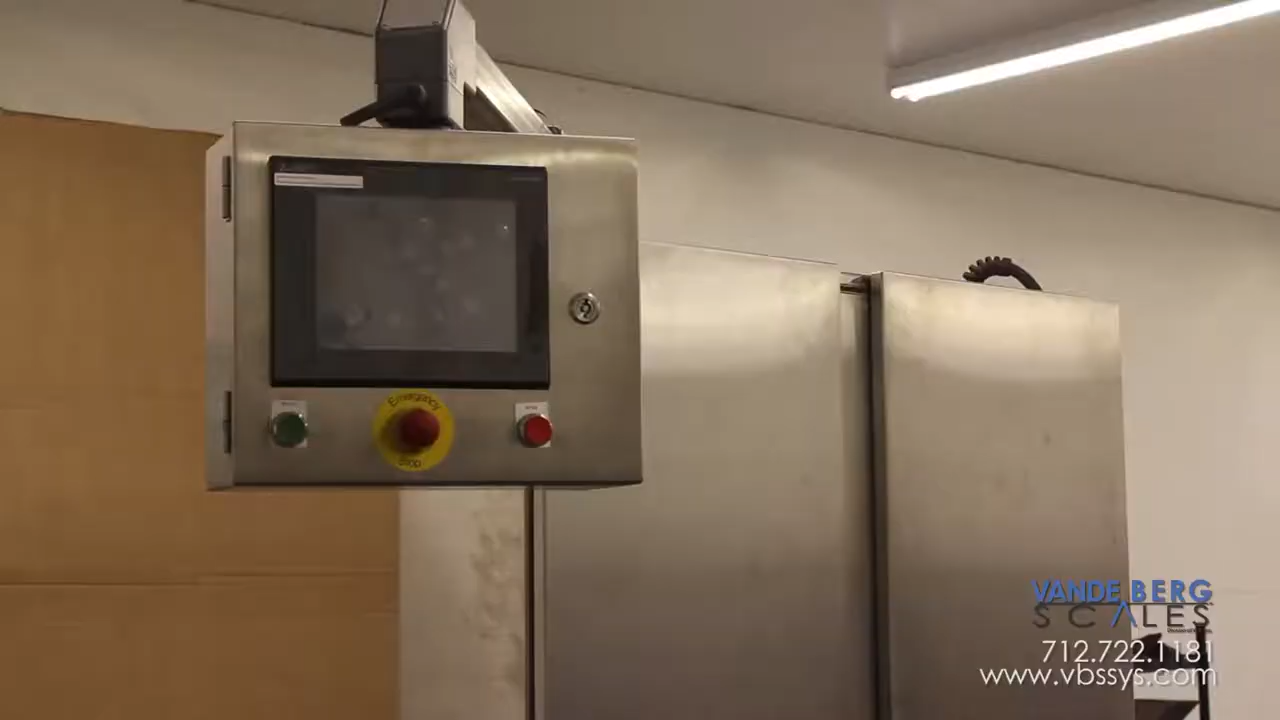 Emergency
Stop
VANDE BERG
SCALES
712.722.1181
www.vbssys.com